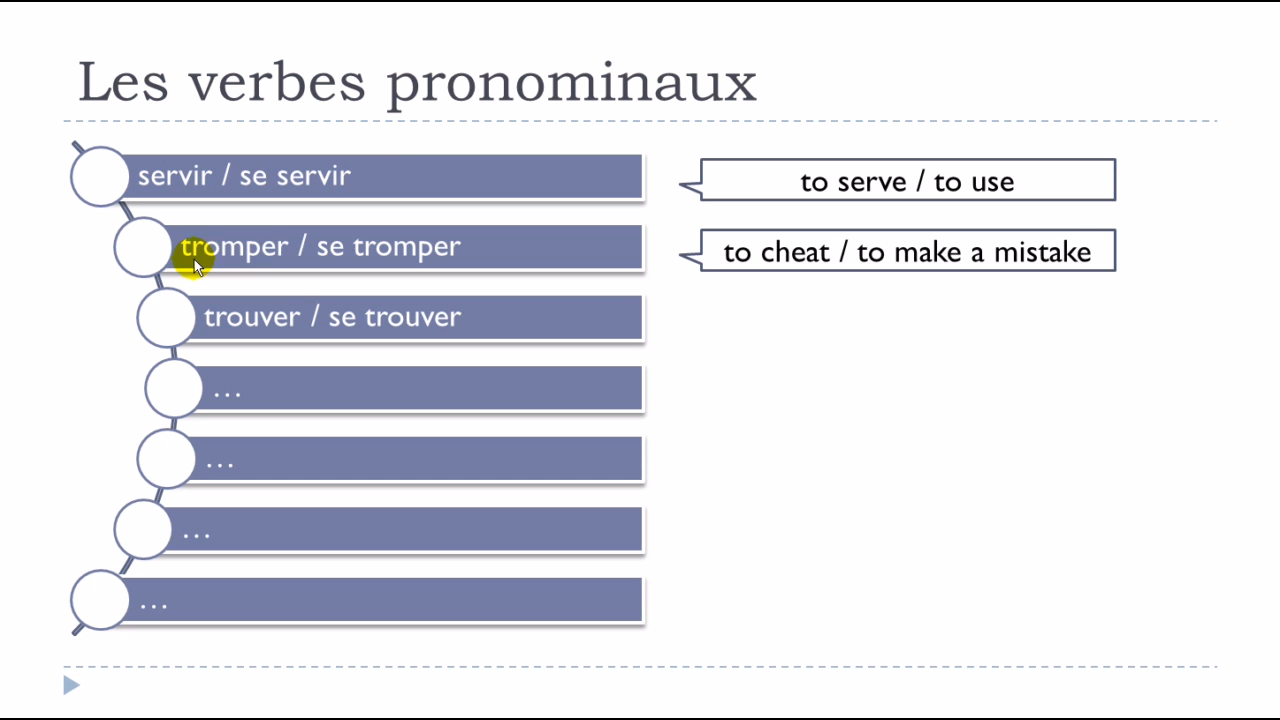 Les verbes pronominaux
servir / se servir
to serve / to use
tromper / se tromper
to cheat / to make a mistake
trouver / se trouver
...
...
...
...